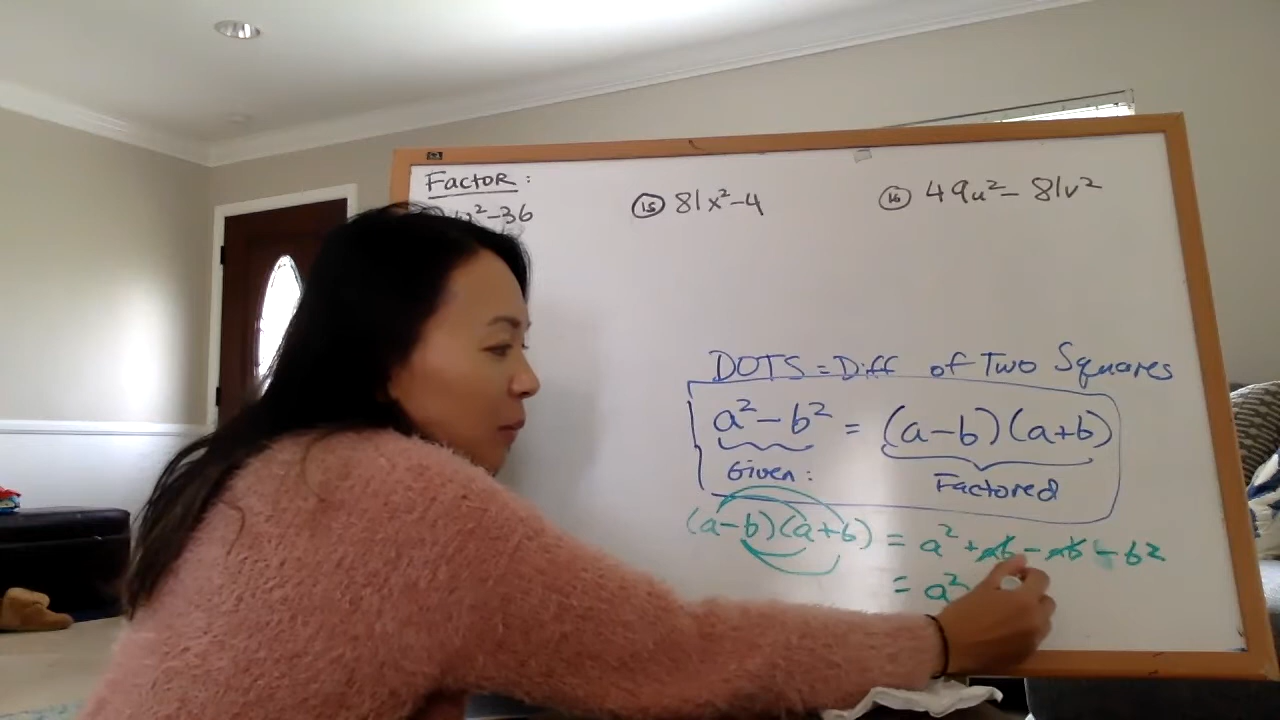 Factor:
²-36
15 81x²-4
16 49u²-81v²
DOTS = Diff of Two Squares
a²-b² = (a-b)(a+b)
Given:
Factored
(a-b)(a+b) = a²+ab-ab-b²
= a²